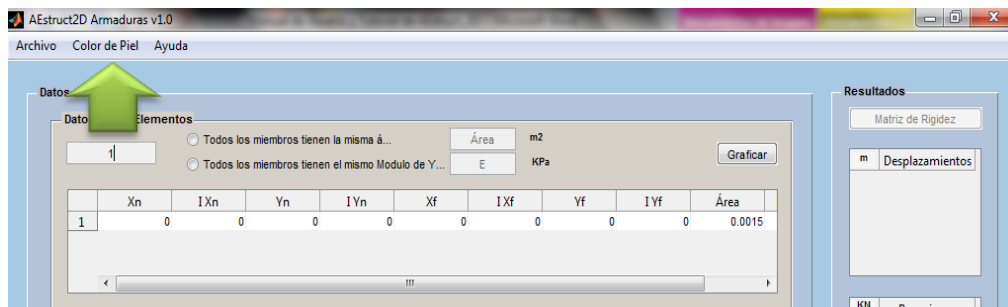 AEstruct2D Armaduras v1.0
Archivo Color de Piel Ayuda
Datos
Dato Elementos
1
Todos los miembros tienen la misma á...
Área
m2
Todos los miembros tienen el mismo Modulo de Y...
E
KPa
Graficar
Xn I Xn Yn I Yn Xf I Xf Yf I Yf Área
1 0 0 0 0 0 0 0 0 0.0015
Resultados
Matriz de Rigidez
m Desplazamientos
KN